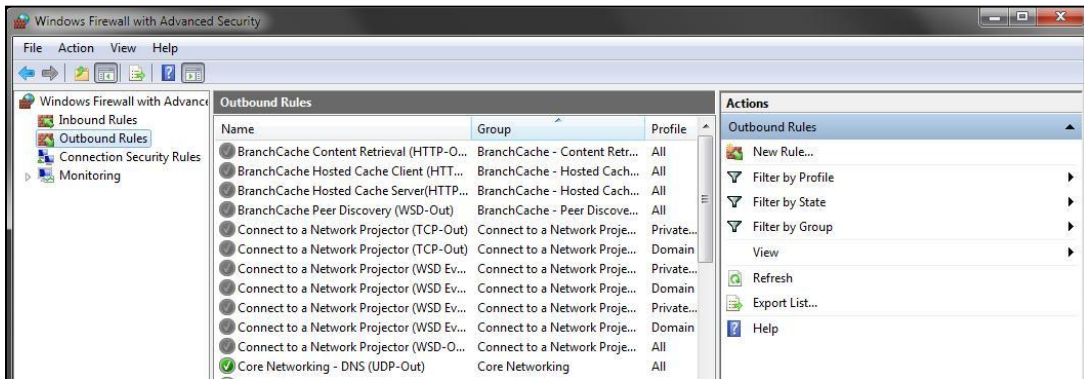 Windows Firewall with Advanced Security
File Action View Help
Windows Firewall with Advance
Inbound Rules
Outbound Rules
Connection Security Rules
Monitoring
Outbound Rules
Name Group Profile
BranchCache Content Retrieval (HTTP-O... BranchCache - Content Retr... All
BranchCache Hosted Cache Client (HTT... BranchCache - Hosted Cach... All
BranchCache Hosted Cache Server(HTTP... BranchCache - Hosted Cach... All
BranchCache Peer Discovery (WSD-Out) BranchCache - Peer Discove... All
Connect to a Network Projector (TCP-Out) Connect to a Network Proje... Private...
Connect to a Network Projector (TCP-Out) Connect to a Network Proje... Domain
Connect to a Network Projector (WSD Ev... Connect to a Network Proje... Private...
Connect to a Network Projector (WSD Ev... Connect to a Network Proje... Domain
Connect to a Network Projector (WSD Ev... Connect to a Network Proje... Private...
Connect to a Network Projector (WSD Ev... Connect to a Network Proje... Domain
Connect to a Network Projector (WSD-O... Connect to a Network Proje... All
Core Networking - DNS (UDP-Out) Core Networking All
Actions
Outbound Rules
New Rule...
Filter by Profile
Filter by State
Filter by Group
View
Refresh
Export List...
Help